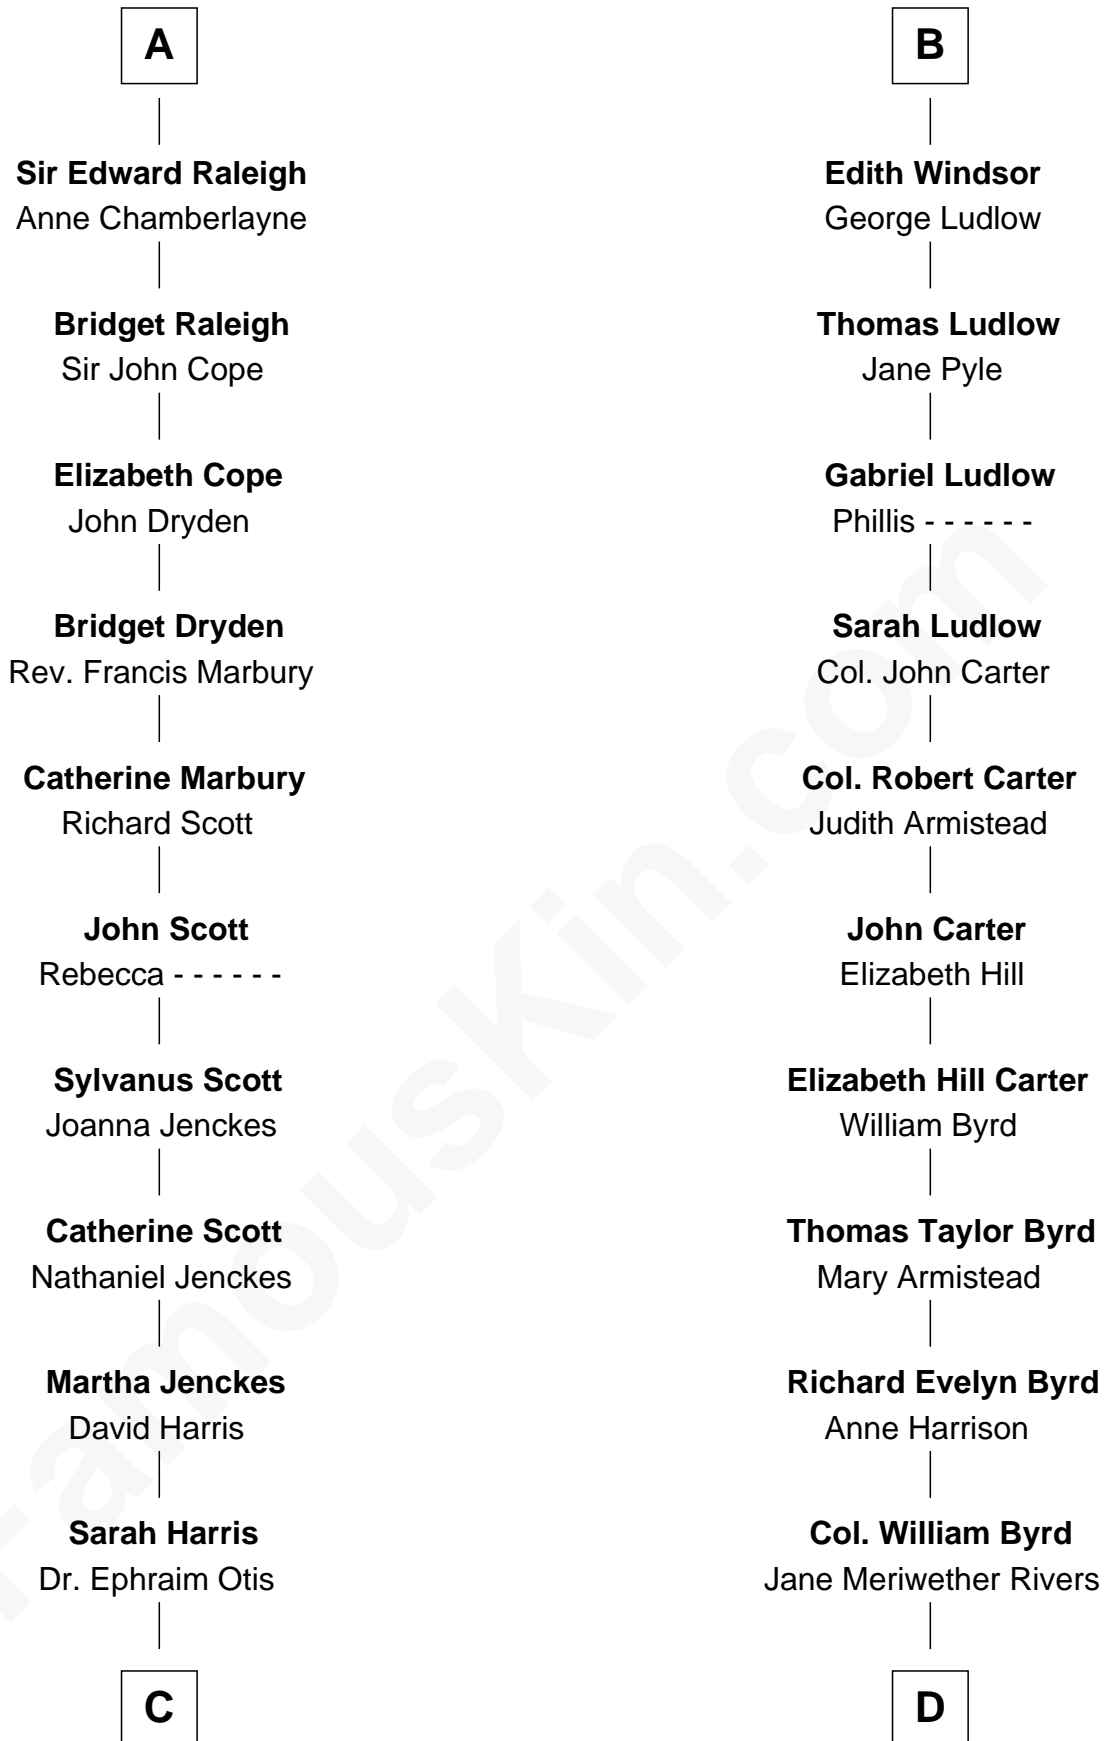 A
Sir Edward Raleigh
Anne Chamberlayne
Bridget Raleigh
Sir John Cope
Elizabeth Cope
John Dryden
Bridget Dryden
Rev. Francis Marbury
Catherine Marbury
Richard Scott
John Scott
Rebecca - - - - - -
Sylvanus Scott
Joanna Jenckes
Catherine Scott
Nathaniel Jenckes
Martha Jenckes
David Harris
Sarah Harris
Dr. Ephraim Otis
C
B
Edith Windsor
George Ludlow
Thomas Ludlow
Jane Pyle
Gabriel Ludlow
Phillis - - - - - -
Sarah Ludlow
Col. John Carter
Col. Robert Carter
Judith Armistead
John Carter
Elizabeth Hill
Elizabeth Hill Carter
William Byrd
Thomas Taylor Byrd
Mary Armistead
Richard Evelyn Byrd
Anne Harrison
Col. William Byrd
Jane Meriwether Rivers
D
FamousKin.com